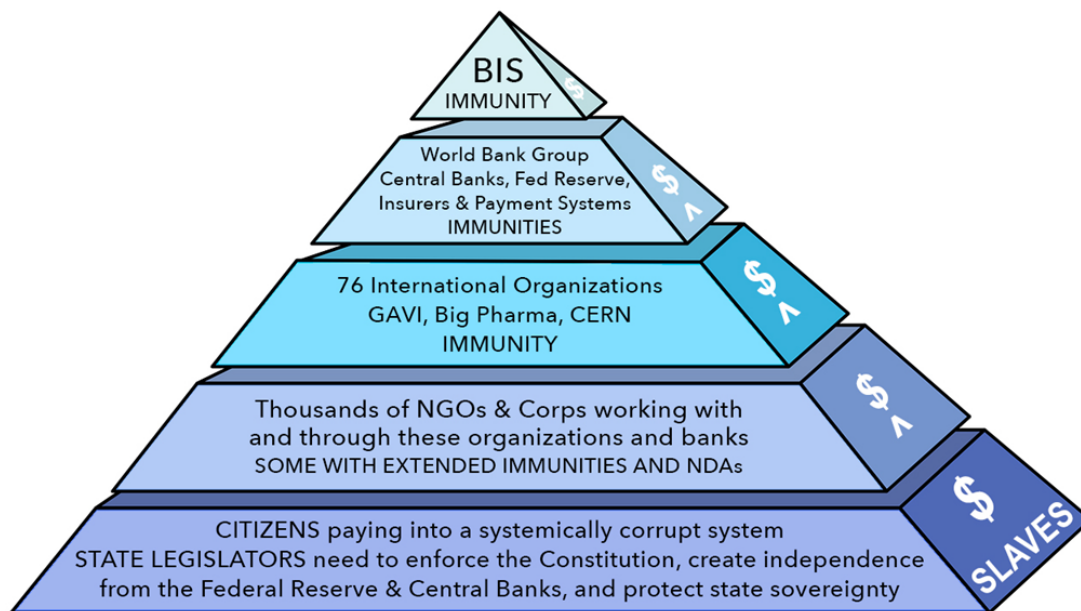 BIS
IMMUNITY
$
World Bank Group
Central Banks, Fed Reserve,
Insurers & Payment Systems
IMMUNITIES
$
^
76 International Organizations
GAVI, Big Pharma, CERN
IMMUNITY
$
^
Thousands of NGOs & Corps working with
and through these organizations and banks
SOME WITH EXTENDED IMMUNITIES AND NDAs
$
^
CITIZENS paying into a systemically corrupt system
STATE LEGISLATORS need to enforce the Constitution, create independence
from the Federal Reserve & Central Banks, and protect state sovereignty
$
SLAVES